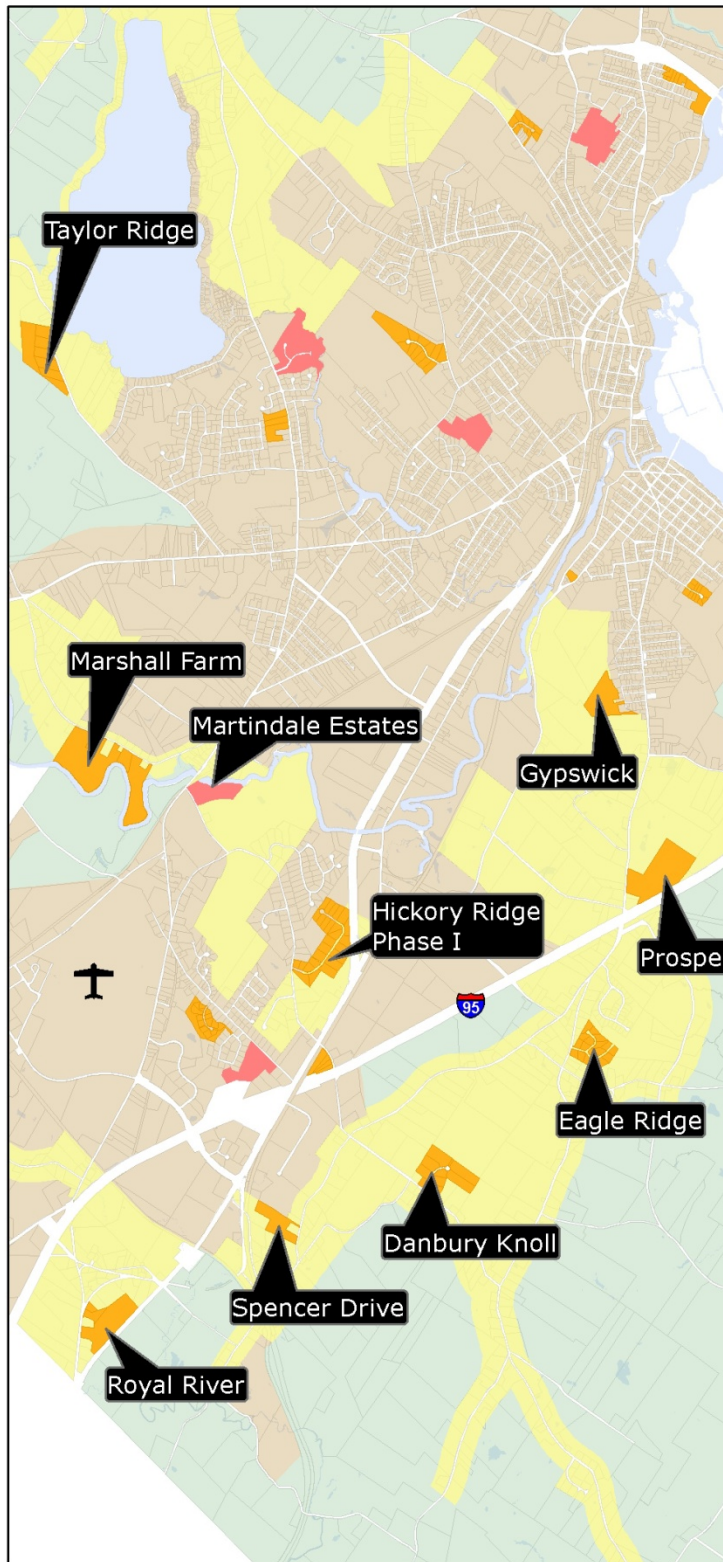 Taylor Ridge
Marshall Farm
Martindale Estates
Gypswick
Hickory Ridge
Phase I
Prospe
95
Eagle Ridge
Danbury Knoll
Spencer Drive
Royal River